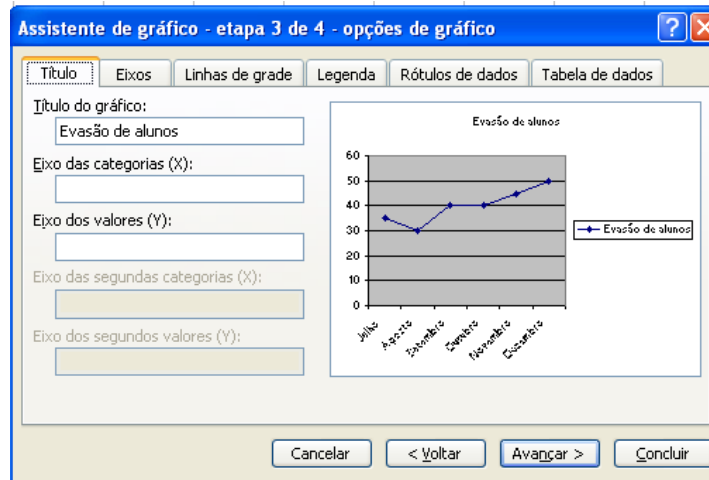 Assistente de gráfico - etapa 3 de 4 - opções de gráfico
Título Eixos Linhas de grade Legenda Rótulos de dados Tabela de dados
Título do gráfico:
Evasão de alunos
Eixo das categorias (X):
Eixo dos valores (Y):
Eixo das segundas categorias (X):
Eixo dos segundos valores (Y):
Evasão de alunos
60
50
40
30
20
10
0
Julho Agosto Setembro Outubro Novembro Dezembro
Evasão de alunos
Cancelar < Voltar Avançar > Concluir